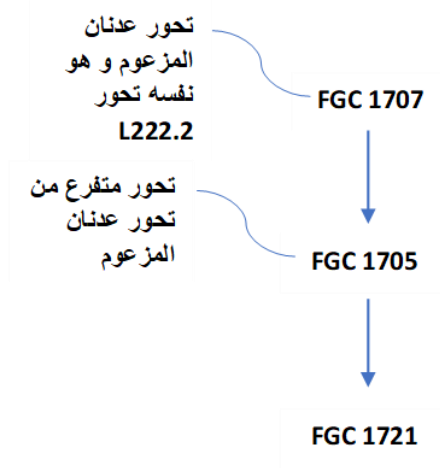 تحور عدنان
المزعوم و هو
نفسه تحور
L222.2
FGC 1707
تحور متفرع من
تحور عدنان
المزعوم
FGC 1705
FGC 1721